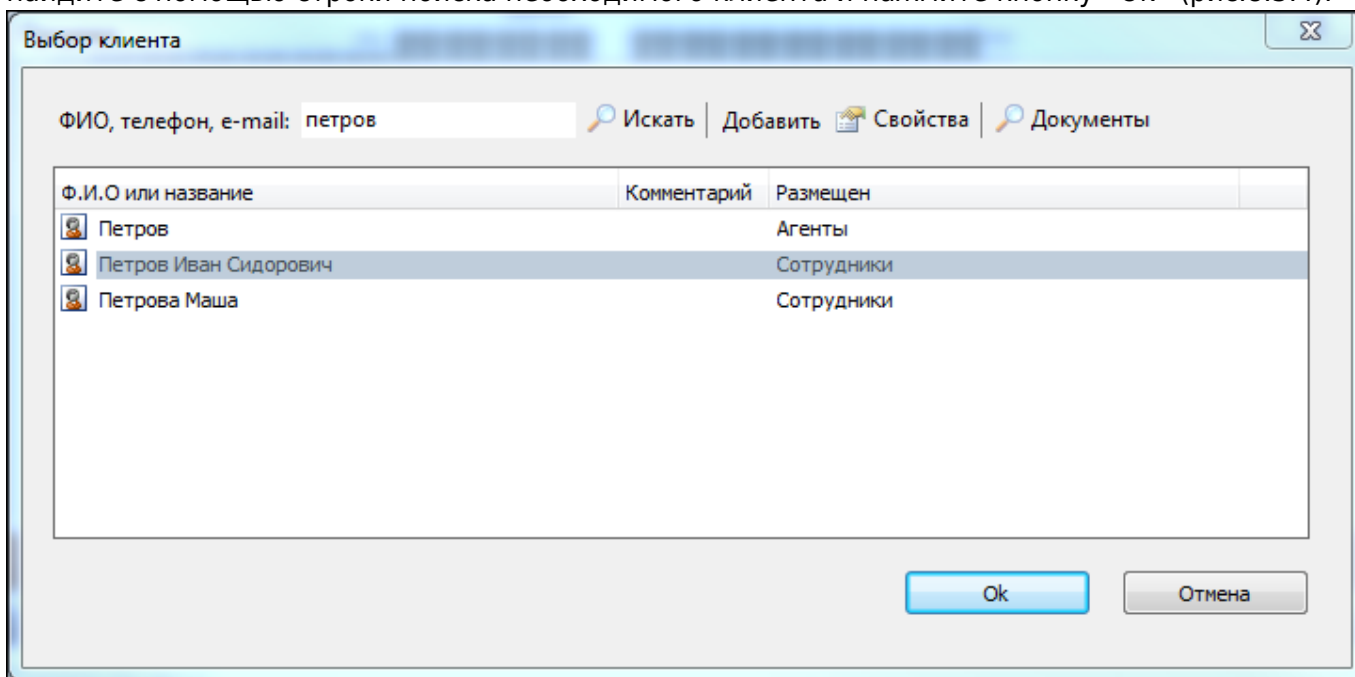 Выбор клиента
ФИО, телефон, e-mail: петров Искать Добавить Свойства Документы
Ф.И.О или название Комментарий Размещен
Петров Агенты
Петров Иван Сидорович Сотрудники
Петрова Маша Сотрудники
Ok Отмена